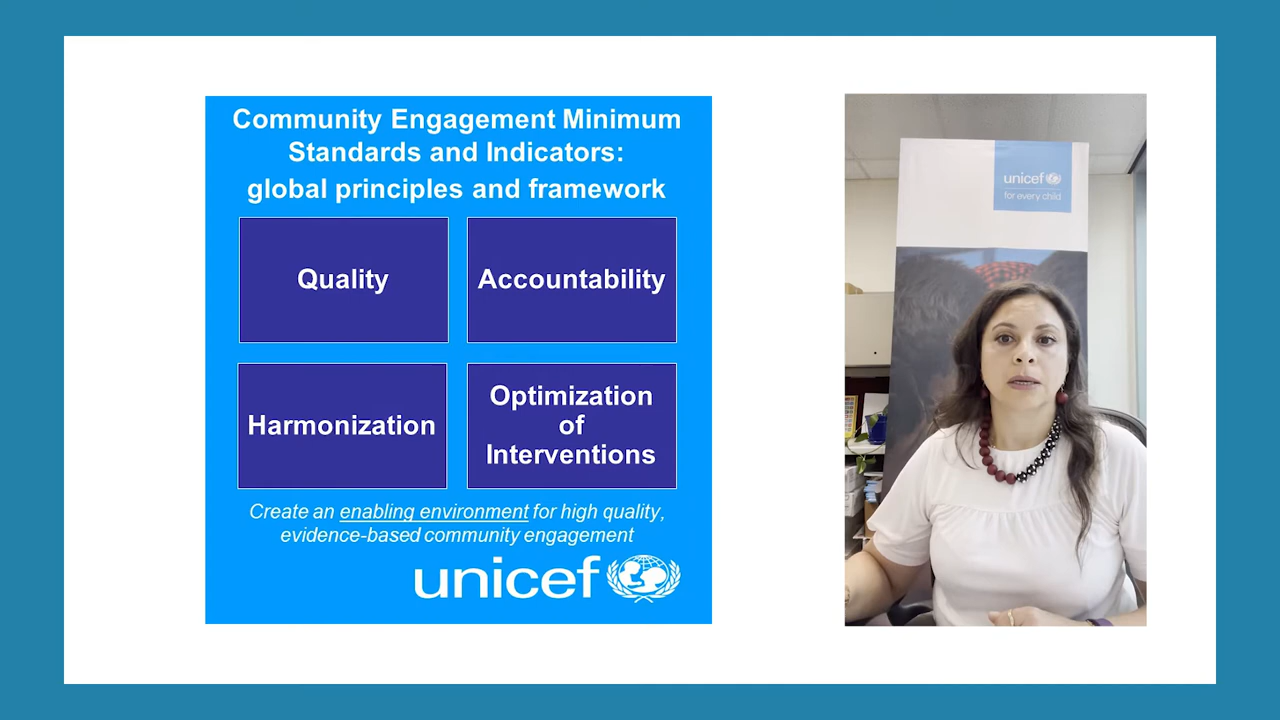 Community Engagement Minimum
Standards and Indicators:
global principles and framework
Quality
Accountability
Harmonization
Optimization
of
Interventions
Create an enabling environment for high quality,
evidence-based community engagement
unicef
unicef
for every child